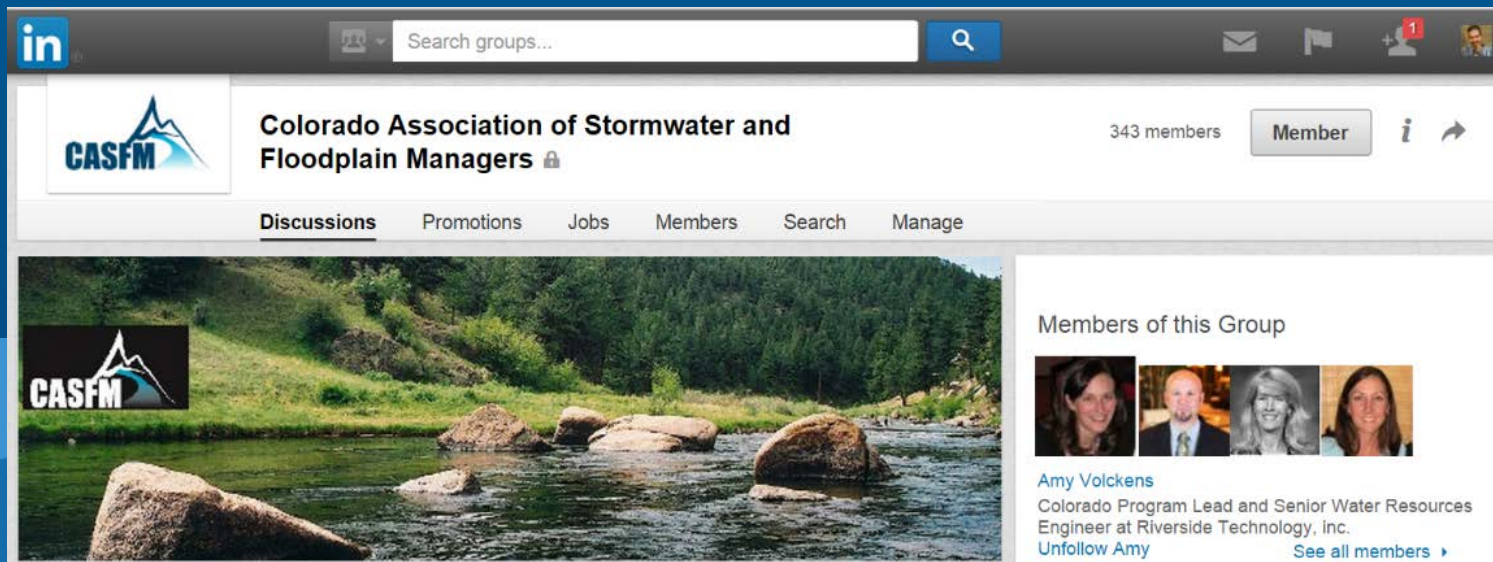 in
Search groups...
1
CASFM
Colorado Association of Stormwater and
Floodplain Managers
343 members
Member
i
Discussions Promotions Jobs Members Search Manage
CASFM
Members of this Group
Amy Volckens
Colorado Program Lead and Senior Water Resources
Engineer at Riverside Technology, inc.
Unfollow Amy See all members